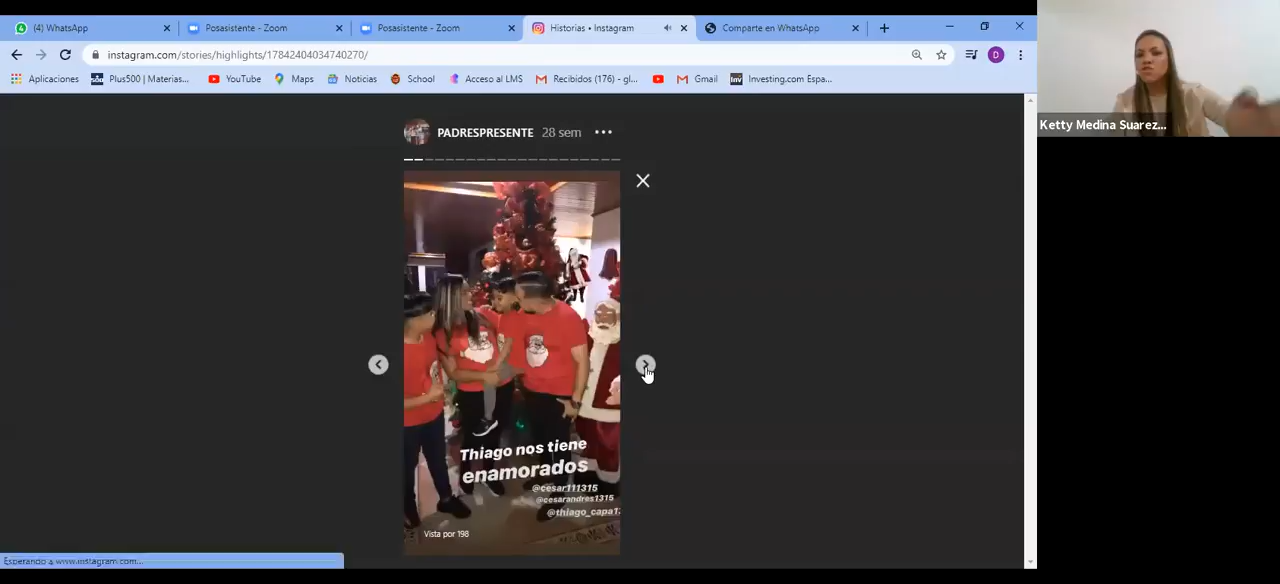 (4) WhatsApp
Posasistente - Zoom
Posasistente - Zoom
Historias • Instagram
Comparte en WhatsApp
instagram.com/stories/highlights/17842404034740270/
D
Aplicaciones
Plus500 | Materias...
YouTube
Maps
Noticias
School
Acceso al LMS
Recibidos (176) - gl...
Gmail
Inv
Investing.com Espa...
PADRESPRESENTE 28 sem
Ketty Medina Suarez...
Thiago nos tiene
enamorados
@cesar111315
@cesarandres1315
@thiago_capa1
Vista por 198
Esperando a www.instagram.com...